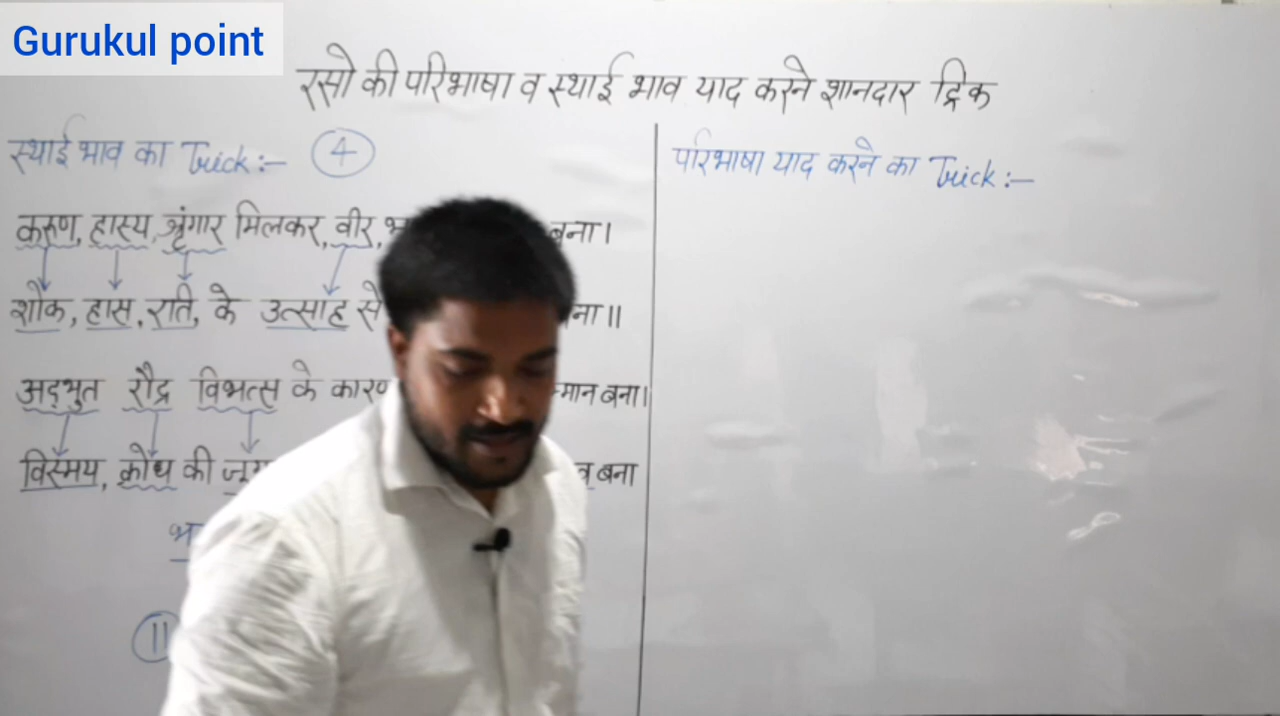 Gurukul point
रसो की परिभाषा व स्थाई भाव याद करने शानदार ट्रिक
स्थाई भाव का Trick :- 4
करुण, हास्य, श्रृंगार मिलकर, वीर, बना।
शोक, हास, रति, के उत्साह से बना॥
अद्भुत रौद्र विभत्स के कारण मान बना।
विस्मय, क्रोध की बना
11
परिभाषा याद करने का Trick :-